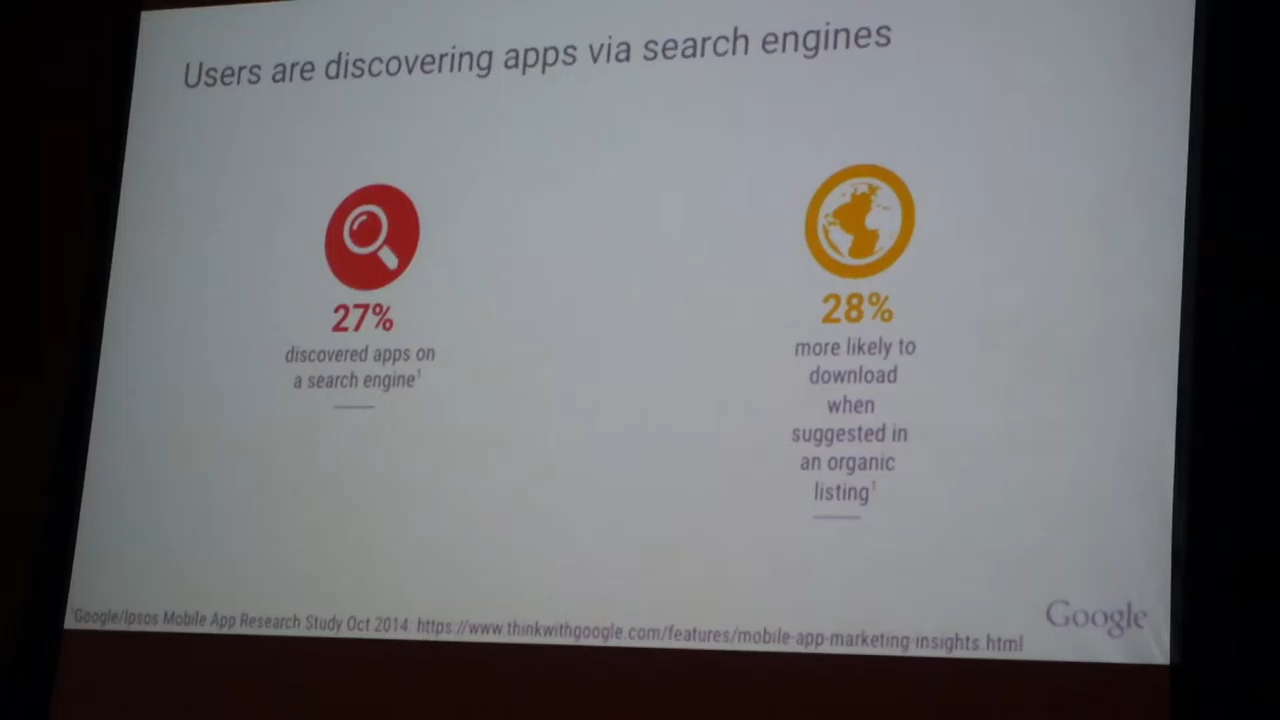 Users are discovering apps via search engines
27%
discovered apps on
a search engine¹
28%
more likely to
download
when
suggested in
an organic
listing¹
¹Google/Ipsos Mobile App Research Study Oct 2014: https://www.thinkwithgoogle.com/features/mobile-app-marketing-insights.html
Google